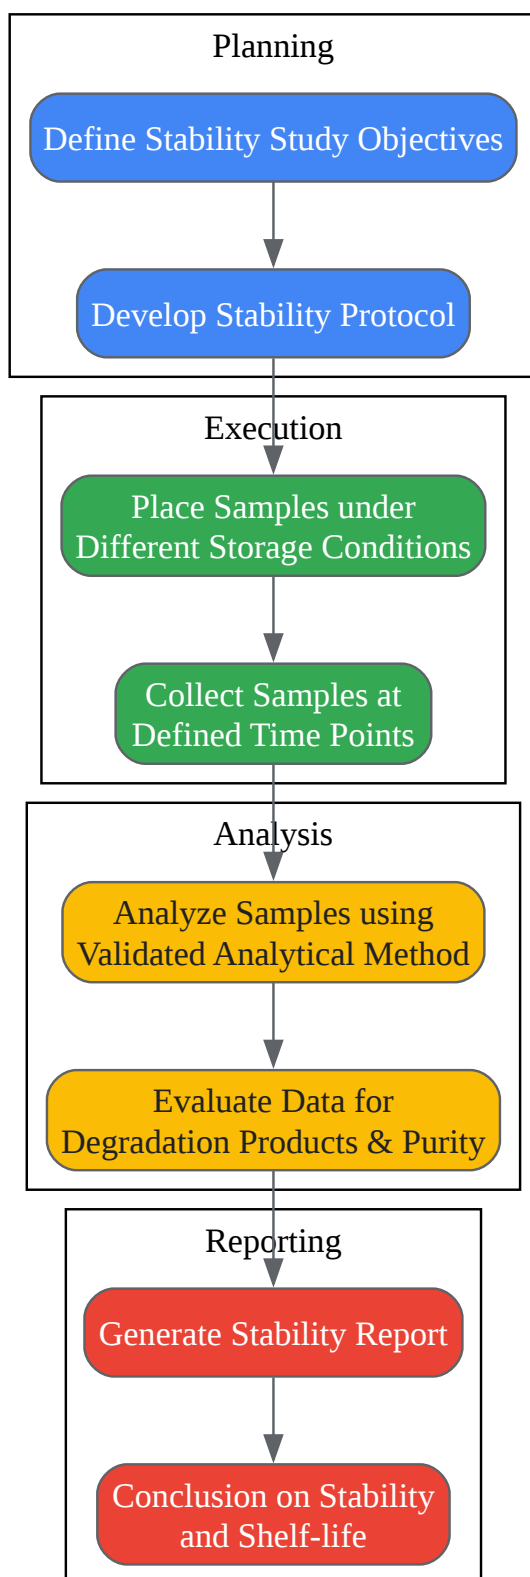 Planning
Define Stability Study Objectives
Develop Stability Protocol
Execution
Place Samples under
Different Storage Conditions
Collect Samples at
Defined Time Points
Analysis
Analyze Samples using
Validated Analytical Method
Evaluate Data for
Degradation Products & Purity
Reporting
Generate Stability Report
Conclusion on Stability
and Shelf-life